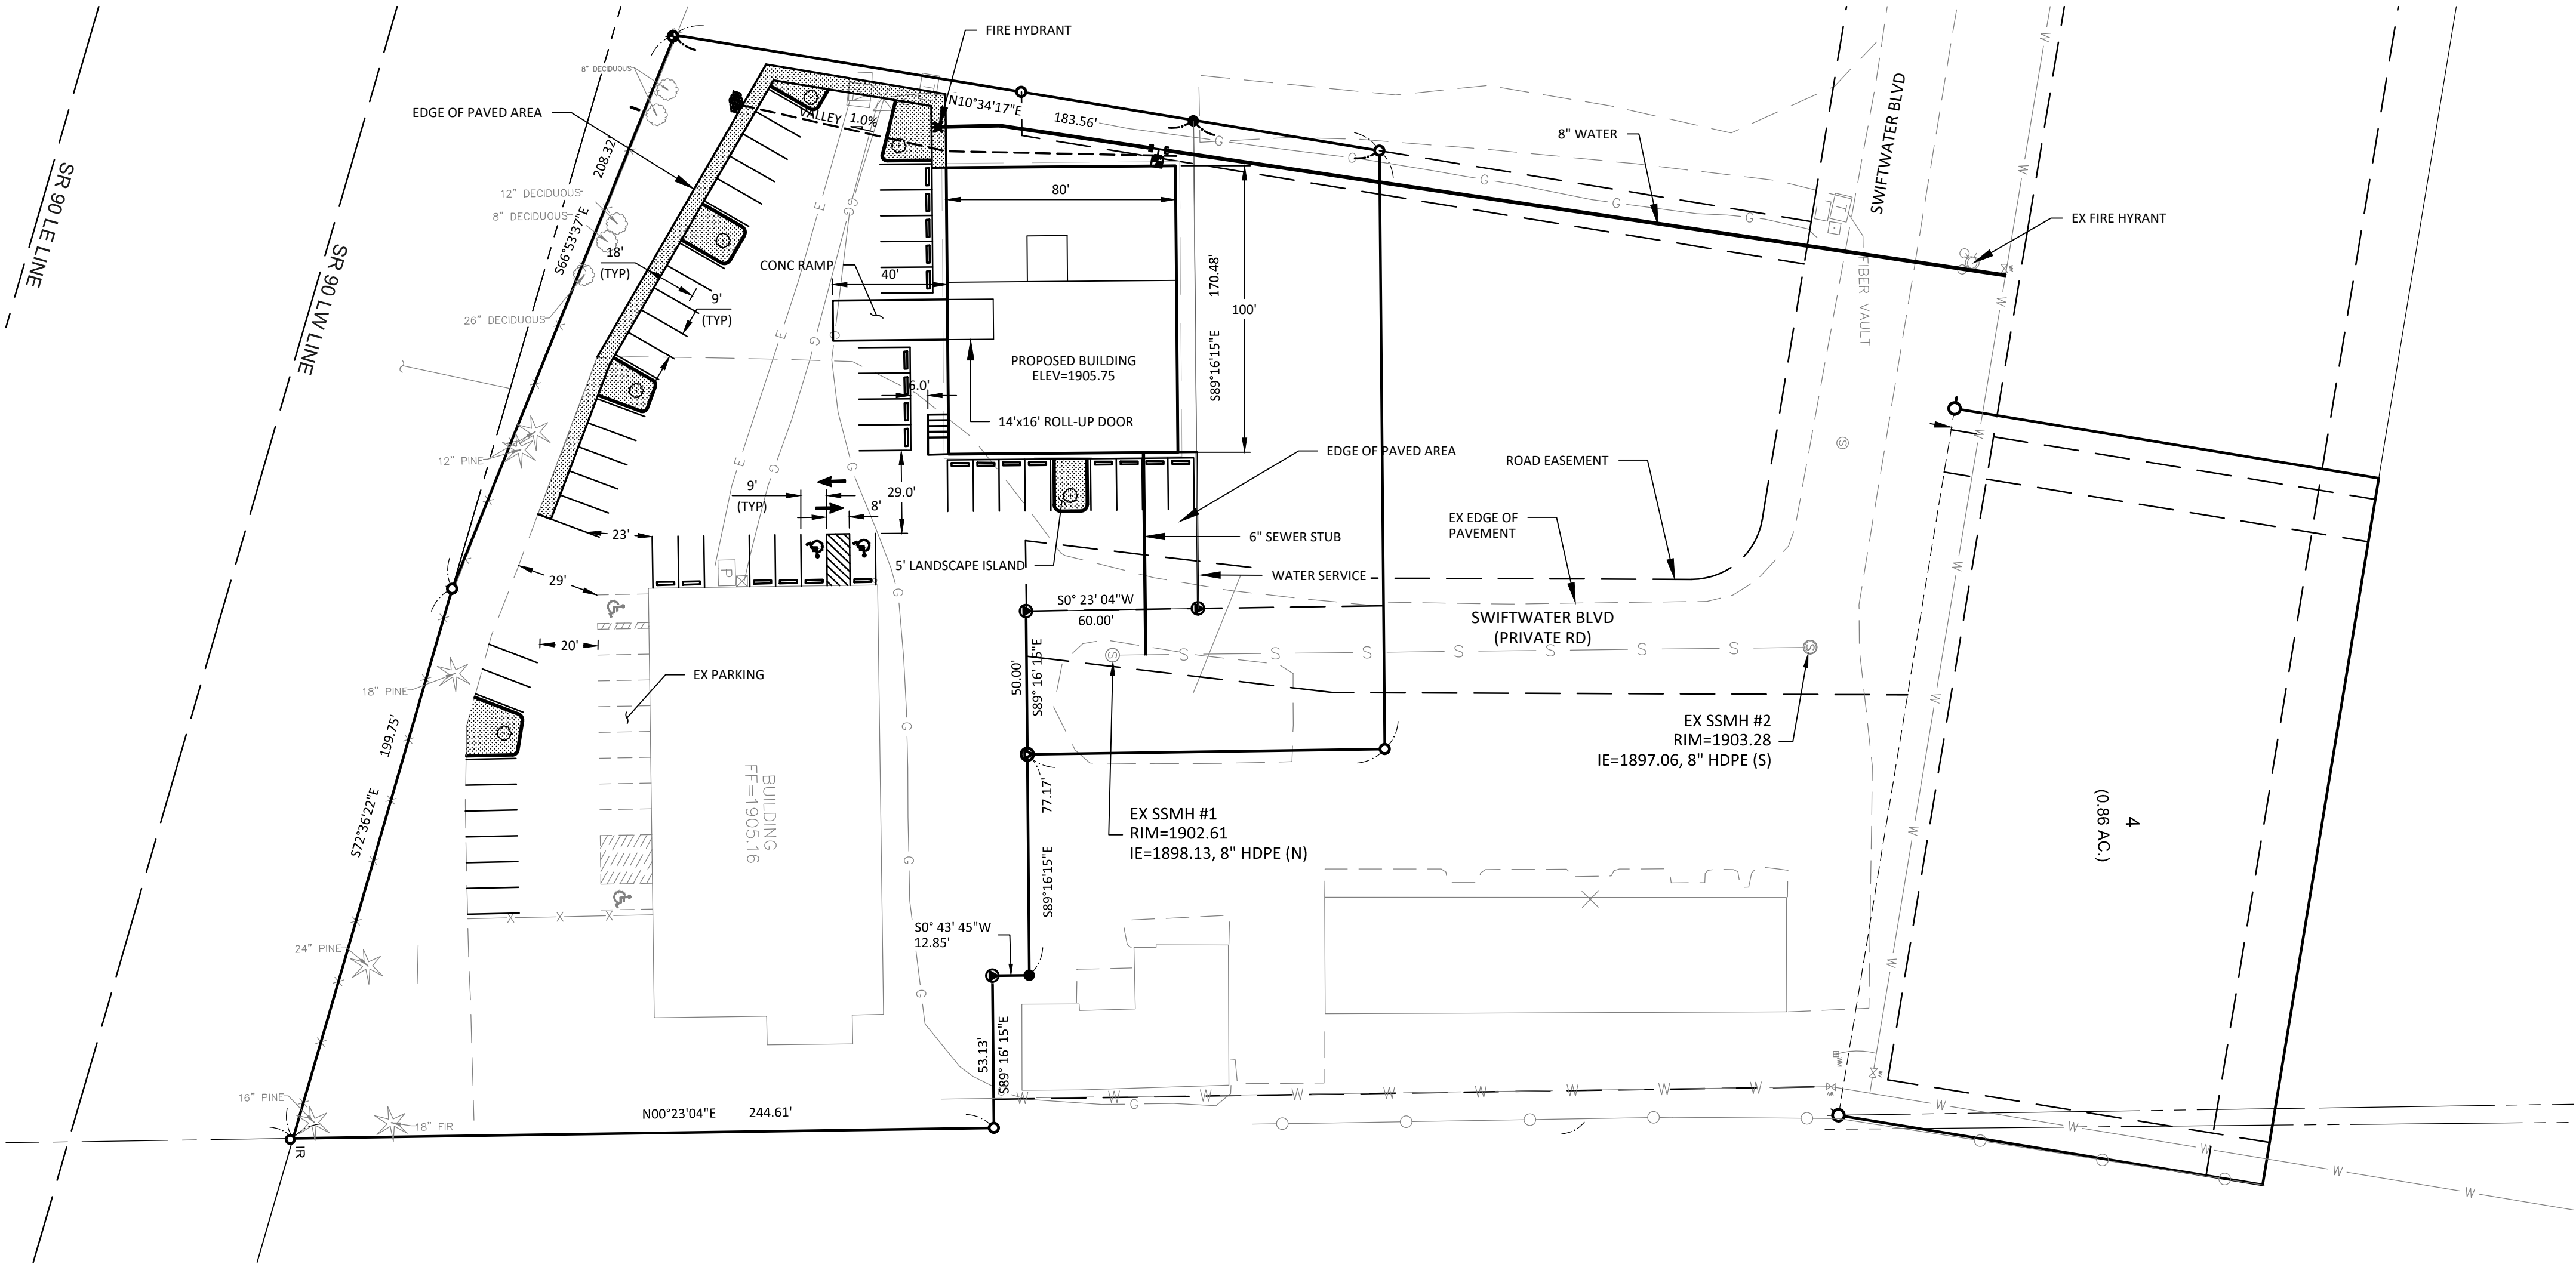 FIRE HYDRANT
8" DECIDUOUS
EDGE OF PAVED AREA
N10°34'17"E
183.56'
VALLEY 1.0%
8" WATER
SWIFTWATER BLVD
208.32'
S66°53'37"E
SR 90 LE LINE
SR 90 LW LINE
12" DECIDUOUS
8" DECIDUOUS
80'
EX FIRE HYRANT
18'
(TYP)
CONC RAMP
40'
9'
(TYP)
26" DECIDUOUS
170.48'
100'
S89°16'15"E
FIBER VAULT
PROPOSED BUILDING
ELEV=1905.75
6.0'
14'x16' ROLL-UP DOOR
12" PINE
EDGE OF PAVED AREA
ROAD EASEMENT
9'
(TYP)
29.0'
8'
EX EDGE OF
PAVEMENT
23'
6" SEWER STUB
5' LANDSCAPE ISLAND
WATER SERVICE
29'
P
S0° 23' 04"W
60.00'
SWIFTWATER BLVD
(PRIVATE RD)
20'
50.00'
S89° 16' 15"E
EX PARKING
18" PINE
EX SSMH #2
RIM=1903.28
IE=1897.06, 8" HDPE (S)
199.75'
S72°36'22"E
BUILDING
FF=1905.16
77.17'
S89°16'15"E
EX SSMH #1
RIM=1902.61
IE=1898.13, 8" HDPE (N)
4
(0.86 AC.)
24" PINE
S0° 43' 45"W
12.85'
53.13'
S89° 16' 15"E
16" PINE
18" FIR
N00°23'04"E 244.61'
IR